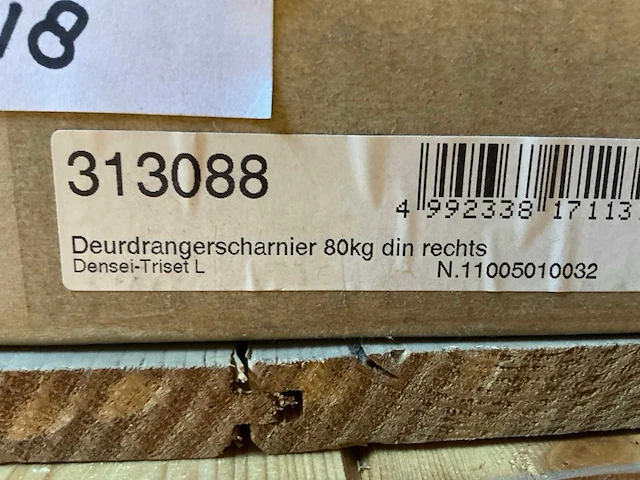 18
313088
4 992338 17113
Deurdrangerscharnier 80kg din rechts
Densei-Triset L
N.11005010032